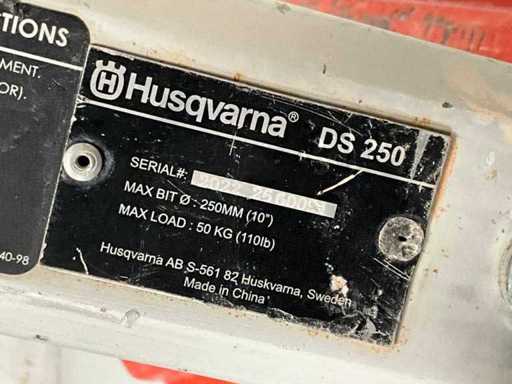 CTIONS
MENT.
OR).
40-98
Husqvarna® DS 250
SERIAL#:
MAX BIT Ø : 250MM (10")
MAX LOAD : 50 KG (110lb)
Husqvarna AB S-561 82 Huskvarna, Sweden
Made in China